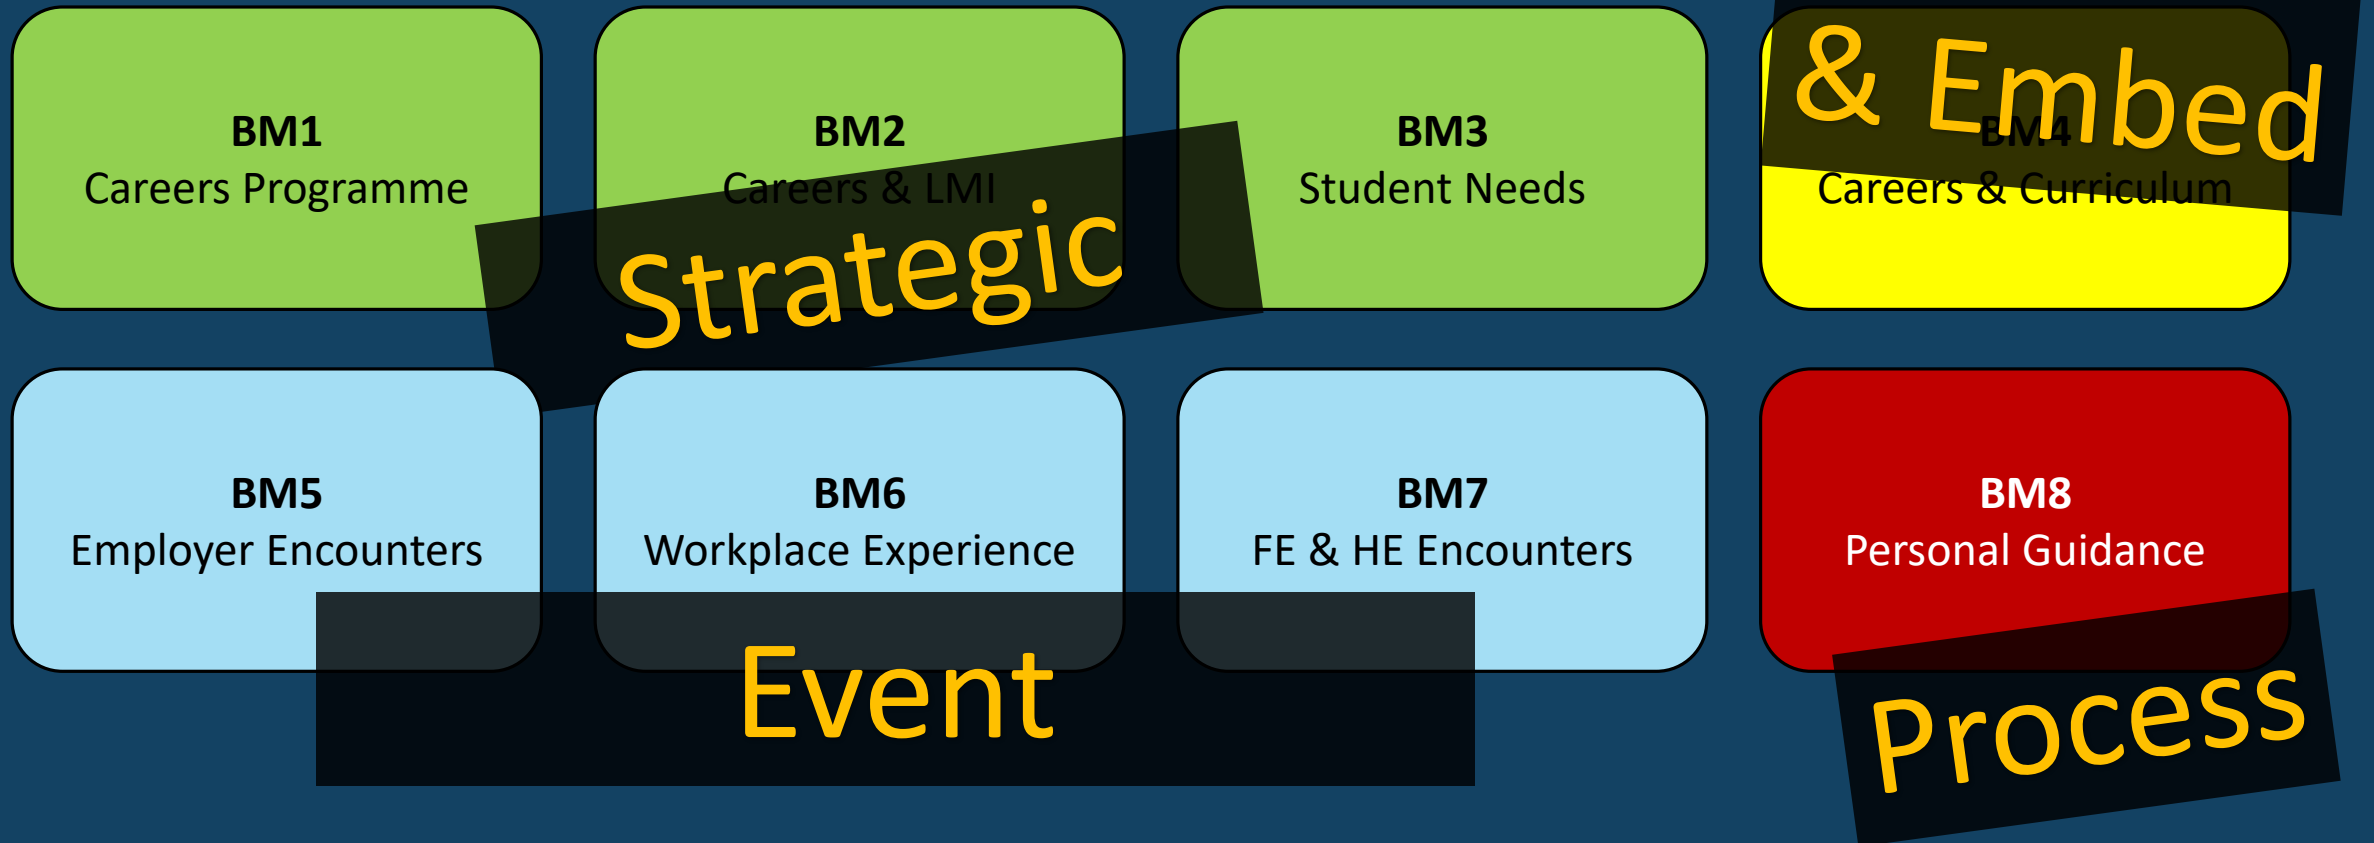 BM1
Careers Programme
BM2
Careers & LMI
BM3
Student Needs
BM4
Careers & Curriculum
& Embed
Strategic
BM5
Employer Encounters
BM6
Workplace Experience
BM7
FE & HE Encounters
BM8
Personal Guidance
Event
Process